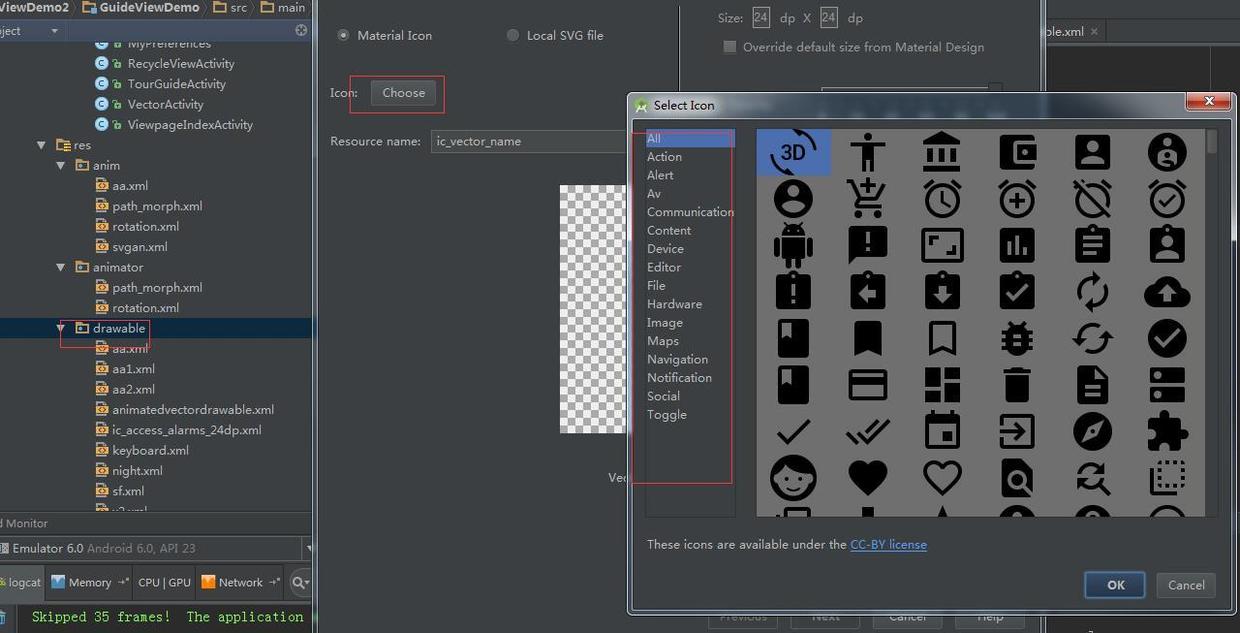 ViewDemo2 GuideViewDemo src main
ject
MyPreferences
RecycleViewActivity
TourGuideActivity
VectorActivity
ViewpageIndexActivity
res
anim
aa.xml
path_morph.xml
rotation.xml
svgan.xml
animator
path_morph.xml
rotation.xml
drawable
aa.xml
aa1.xml
aa2.xml
animatedvectordrawable.xml
ic_access_alarms_24dp.xml
keyboard.xml
night.xml
sf.xml
d Monitor
Emulator 6.0 Android 6.0, API 23
logcat Memory CPU | GPU Network
Skipped 35 frames! The application
Material Icon
Local SVG file
Icon: Choose
Resource name: ic_vector_name
Size: 24 dp X 24 dp
Override default size from Material Design
ble.xml
Select Icon
All
Action
Alert
Av
Communication
Content
Device
Editor
File
Hardware
Image
Maps
Navigation
Notification
Social
Toggle
3D
These icons are available under the CC-BY license
OK Cancel
Previous Next Cancel Help